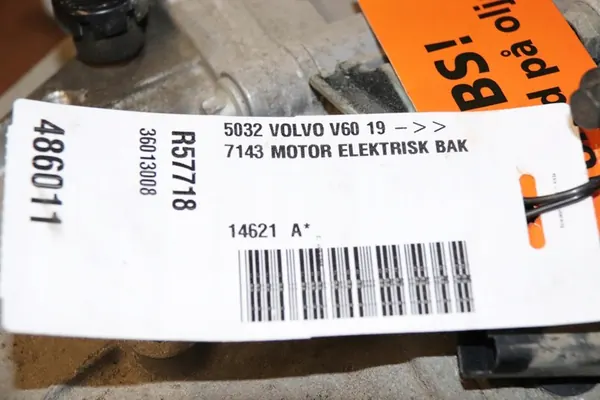 BS!
på olj
5032 VOLVO V60 19 ->>
7143 MOTOR ELEKTRISK BAK
14621 A*
R57718
36013008
486011